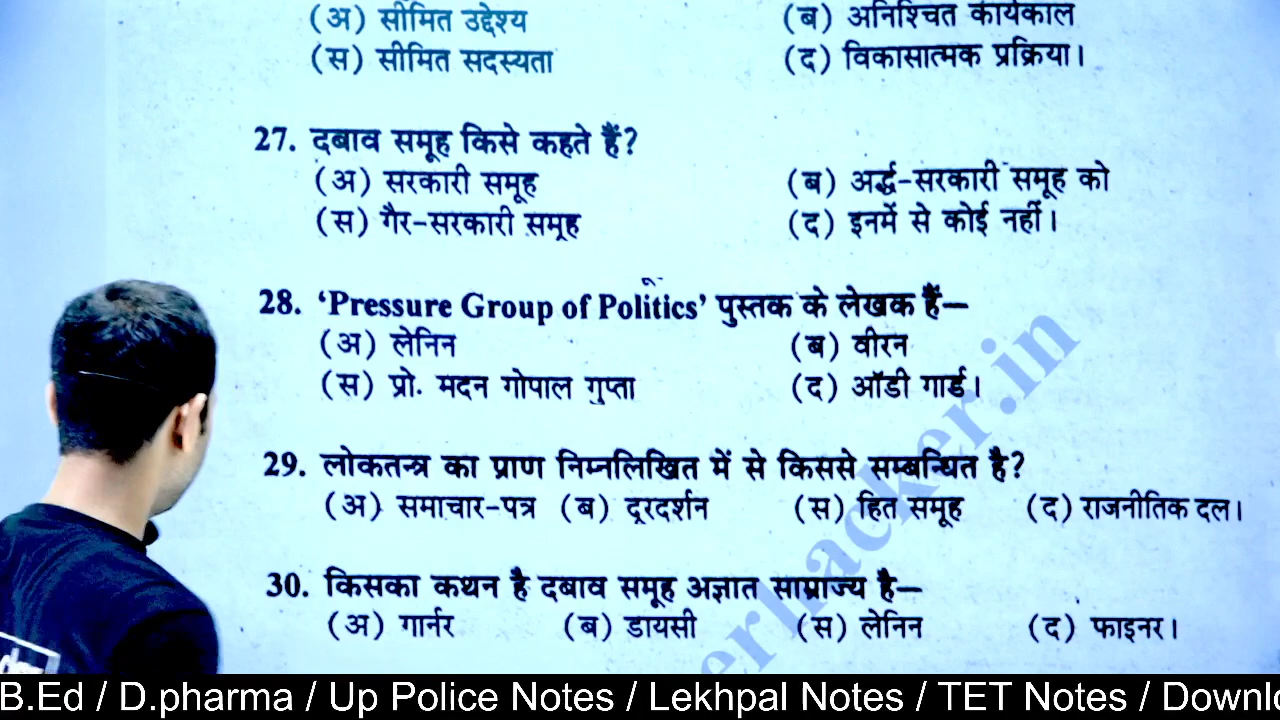 (अ) सीमित उद्देश्य (ब) अनिश्चित कार्यकाल
(स) सीमित सदस्यता (द) विकासात्मक प्रक्रिया।
27. दबाव समूह किसे कहते हैं?
(अ) सरकारी समूह (ब) अर्द्ध-सरकारी समूह को
(स) गैर-सरकारी समूह (द) इनमें से कोई नहीं।
28. ‘Pressure Group of Politics’ पुस्तक के लेखक हैं—
(अ) लेनिन (ब) वीरन
(स) प्रो. मदन गोपाल गुप्ता (द) ऑडी गार्ड।
29. लोकतन्त्र का प्राण निम्नलिखित में से किससे सम्बन्धित है?
(अ) समाचार-पत्र (ब) दूरदर्शन (स) हित समूह (द) राजनीतिक दल।
30. किसका कथन है दबाव समूह अज्ञात साम्राज्य है—
(अ) गार्नर (ब) डायसी (स) लेनिन (द) फाइनर।
erhacker.in
B.Ed / D.pharma / Up Police Notes / Lekhpal Notes / TET Notes / Downlo